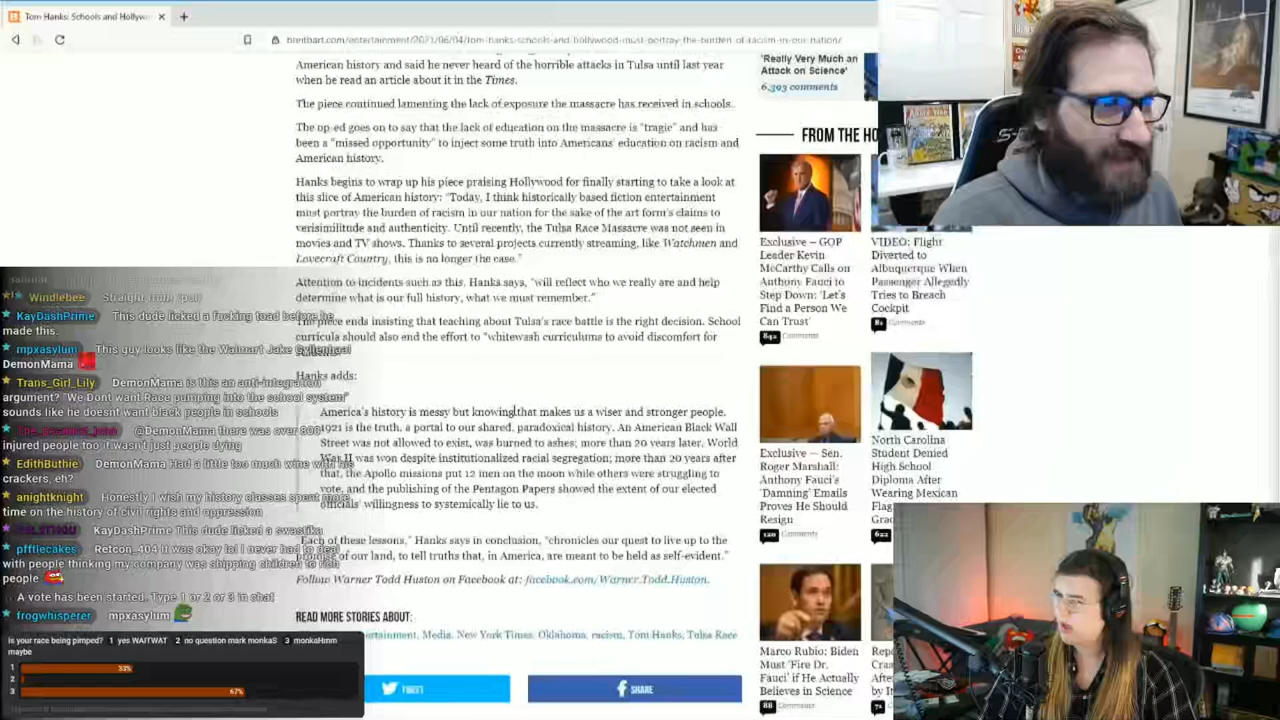 Tom Hanks: Schools and Hollyw
breitbart.com/entertainment/2021/06/04/tom-hanks-schools-and-hollywood-must-portray-the-burden-of-racism-in-our-nation/
American history and said he never heard of the horrible attacks in Tulsa until last year
when he read an article about it in the Times.
The piece continued lamenting the lack of exposure the massacre has received in schools.
The op-ed goes on to say that the lack of education on the massacre is "tragic" and has
been a "missed opportunity" to inject some truth into Americans' education on racism and
American history.
Hanks begins to wrap up his piece praising Hollywood for finally starting to take a look at
this slice of American history: "Today, I think historically based fiction entertainment
must portray the burden of racism in our nation for the sake of the art form's claims to
verisimilitude and authenticity. Until recently, the Tulsa Race Massacre was not seen in
movies and TV shows. Thanks to several projects currently streaming, like Watchmen and
Lovecraft Country, this is no longer the case."
Attention to incidents such as this, Hanks says, "will reflect who we really are and help
determine what is our full history, what we must remember."
The piece ends insisting that teaching about Tulsa's race battle is the right decision. School
curricula should also end the effort to "whitewash curriculums to avoid discomfort for
Hanks adds:
America's history is messy but knowing that makes us a wiser and stronger people.
1921 is the truth, a portal to our shared, paradoxical history. An American Black Wall
Street was not allowed to exist, was burned to ashes; more than 20 years later, World
War II was won despite institutionalized racial segregation; more than 20 years after
that, the Apollo missions put 12 men on the moon while others were struggling to
vote, and the publishing of the Pentagon Papers showed the extent of our elected
officials' willingness to systemically lie to us.
"Each of these lessons," Hanks says in conclusion, "chronicles our quest to live up to the
promise of our land, to tell truths that, in America, are meant to be held as self-evident."
Follow Warner Todd Huston on Facebook at: facebook.com/Warner.Todd.Huston.
READ MORE STORIES ABOUT:
Entertainment, Media, New York Times, Oklahoma, racism, Tom Hanks, Tulsa Race
TWEET
SHARE
'Really Very Much an
Attack on Science'
6,393 comments
FROM THE HO
Exclusive – GOP
Leader Kevin
McCarthy Calls on
Anthony Fauci to
Step Down: 'Let's
Find a Person We
Can Trust'
892 Comments
VIDEO: Flight
Diverted to
Albuquerque When
Passenger Allegedly
Tries to Breach
Cockpit
81 Comments
Exclusive – Sen.
Roger Marshall:
Anthony Fauci's
'Damning' Emails
Proves He Should
Resign
120 Comments
North Carolina
Student Denied
High School
Diploma After
Wearing Mexican
Flag
Grac
622
Marco Rubio: Biden
Must 'Fire Dr.
Fauci' if He Actually
Believes in Science
88 Comments
Rep
Cras
Afte
by It
72
Windlebee
KayDashPrime This dude licked a fucking toad before he
made this.
mpxasylum This guy looks like the Walmart Jake Gyllenhaal
DemonMama
Trans_Girl_Lily DemonMama is this an anti-integration
argument? "We Dont want Race pumping into the school system"
sounds like he doesnt want black people in schools
@DemonMama there was over 800
injured people too it wasn't just people dying
EdithButhie DemonMama Had a little too much wine with his
crackers, eh?
anightknight Honestly I wish my history classes spent more
time on the history of civil rights and oppression
KayDashPrime This dude licked a swastika
pfftlecakes Retcon_404 It was okay lol I never had to deal
with people thinking my company was shipping children to rich
people
A vote has been started. Type 1 or 2 or 3 in chat
frogwhisperer mpxasylum
Is your race being pimped? 1 yes WAITWAT 2 no question mark monkaS 3 monkaHmm
maybe
1 33%
2
3 67%